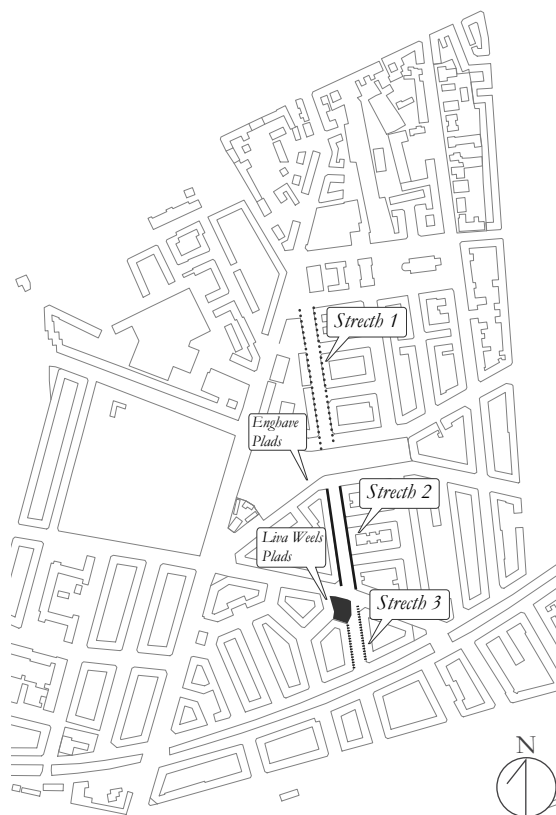 Strecth 1
Enghave
Plads
Strecth 2
Liva Weels
Plads
Strecth 3
N